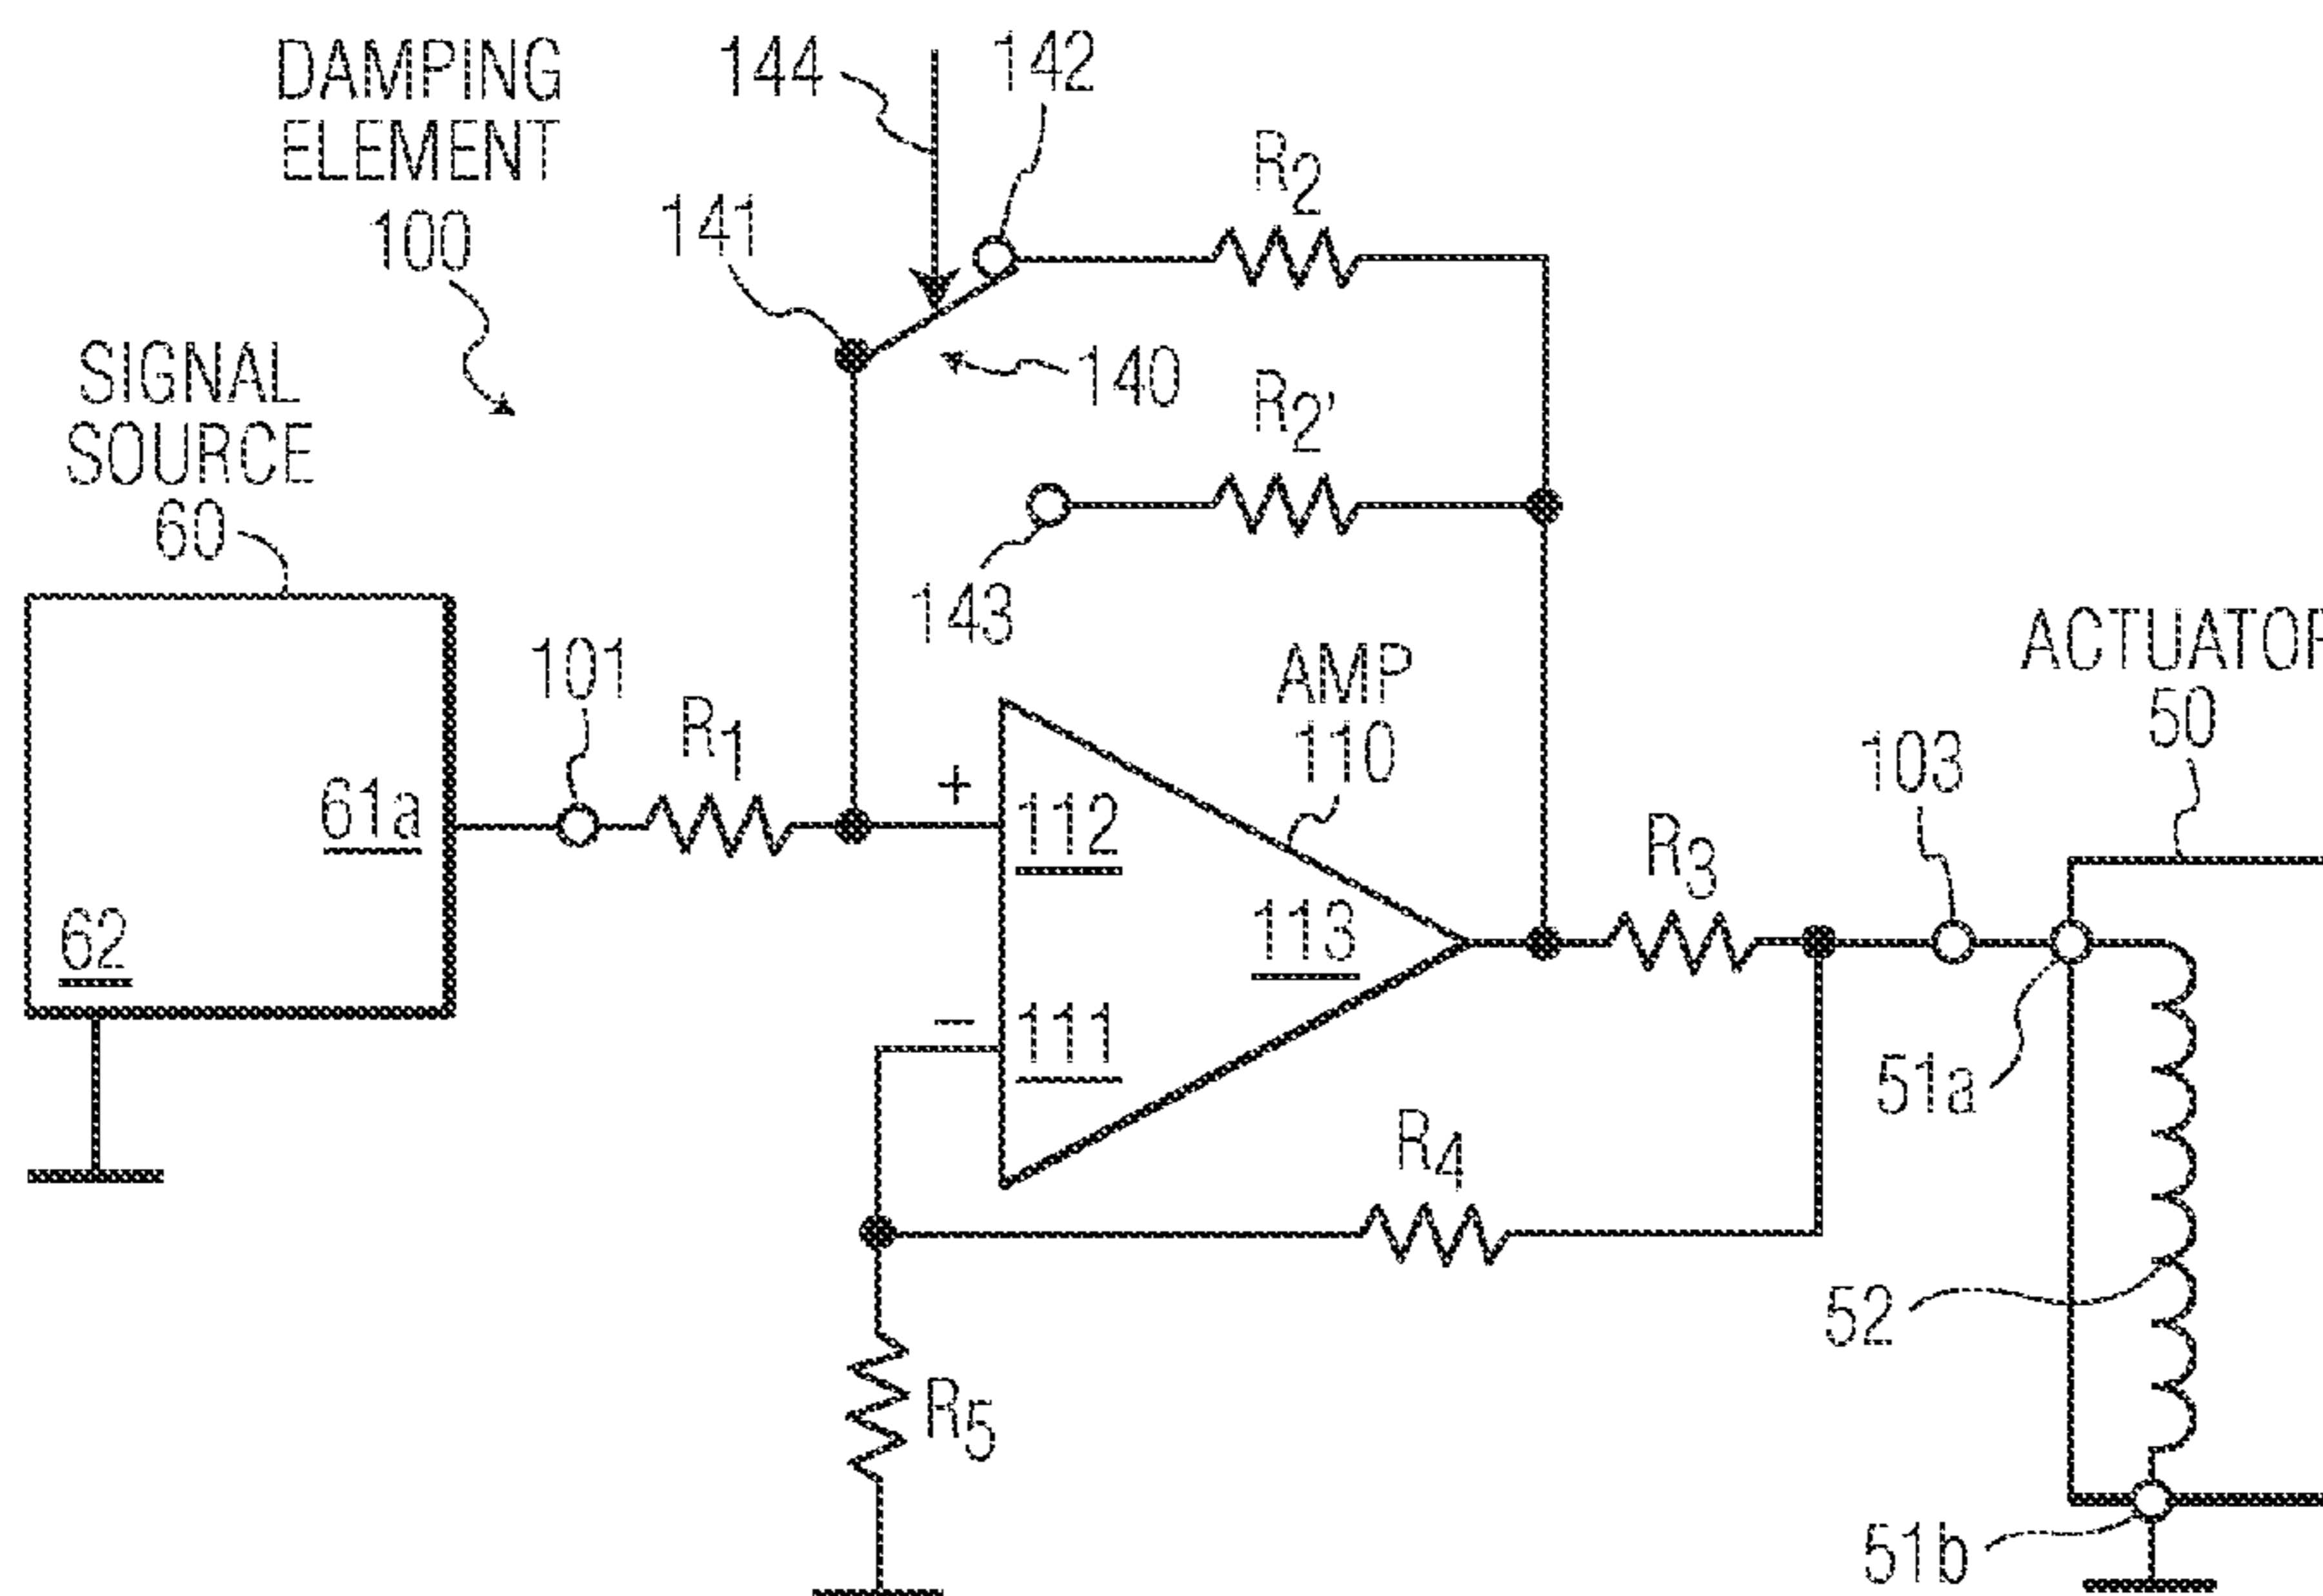 DAMPING
ELEMENT
100
144
142
141
R2
140
R2'
SIGNAL
SOURCE
60
143
101
R1
AMP
110
ACTUATOR
50
103
61a
62
+
112
113
−
111
R3
51a
R4
52
R5
51b